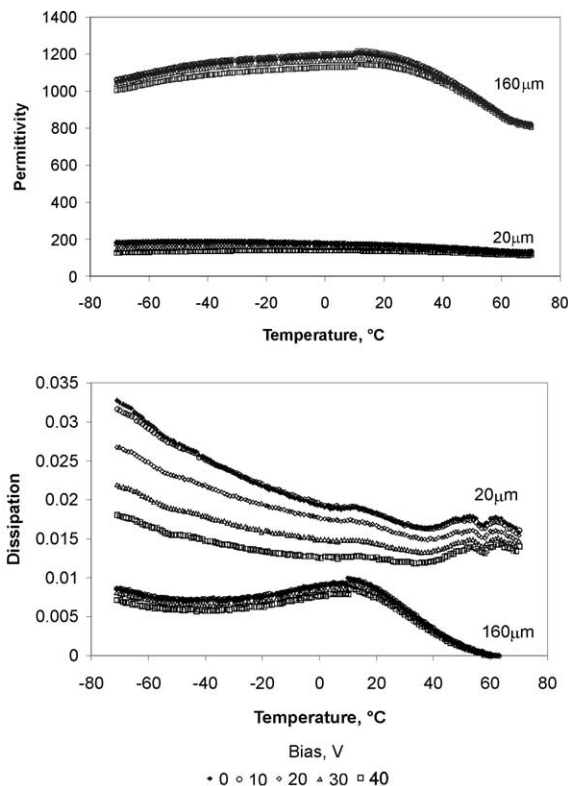 1400
1200
1000
800
600
400
200
0
Permittivity
160µm
20µm
-80 -60 -40 -20 0 20 40 60 80
Temperature, °C
0.035
0.03
0.025
0.02
0.015
0.01
0.005
0
Dissipation
20µm
160µm
-80 -60 -40 -20 0 20 40 60 80
Temperature, °C
Bias, V
0 10 20 30 40